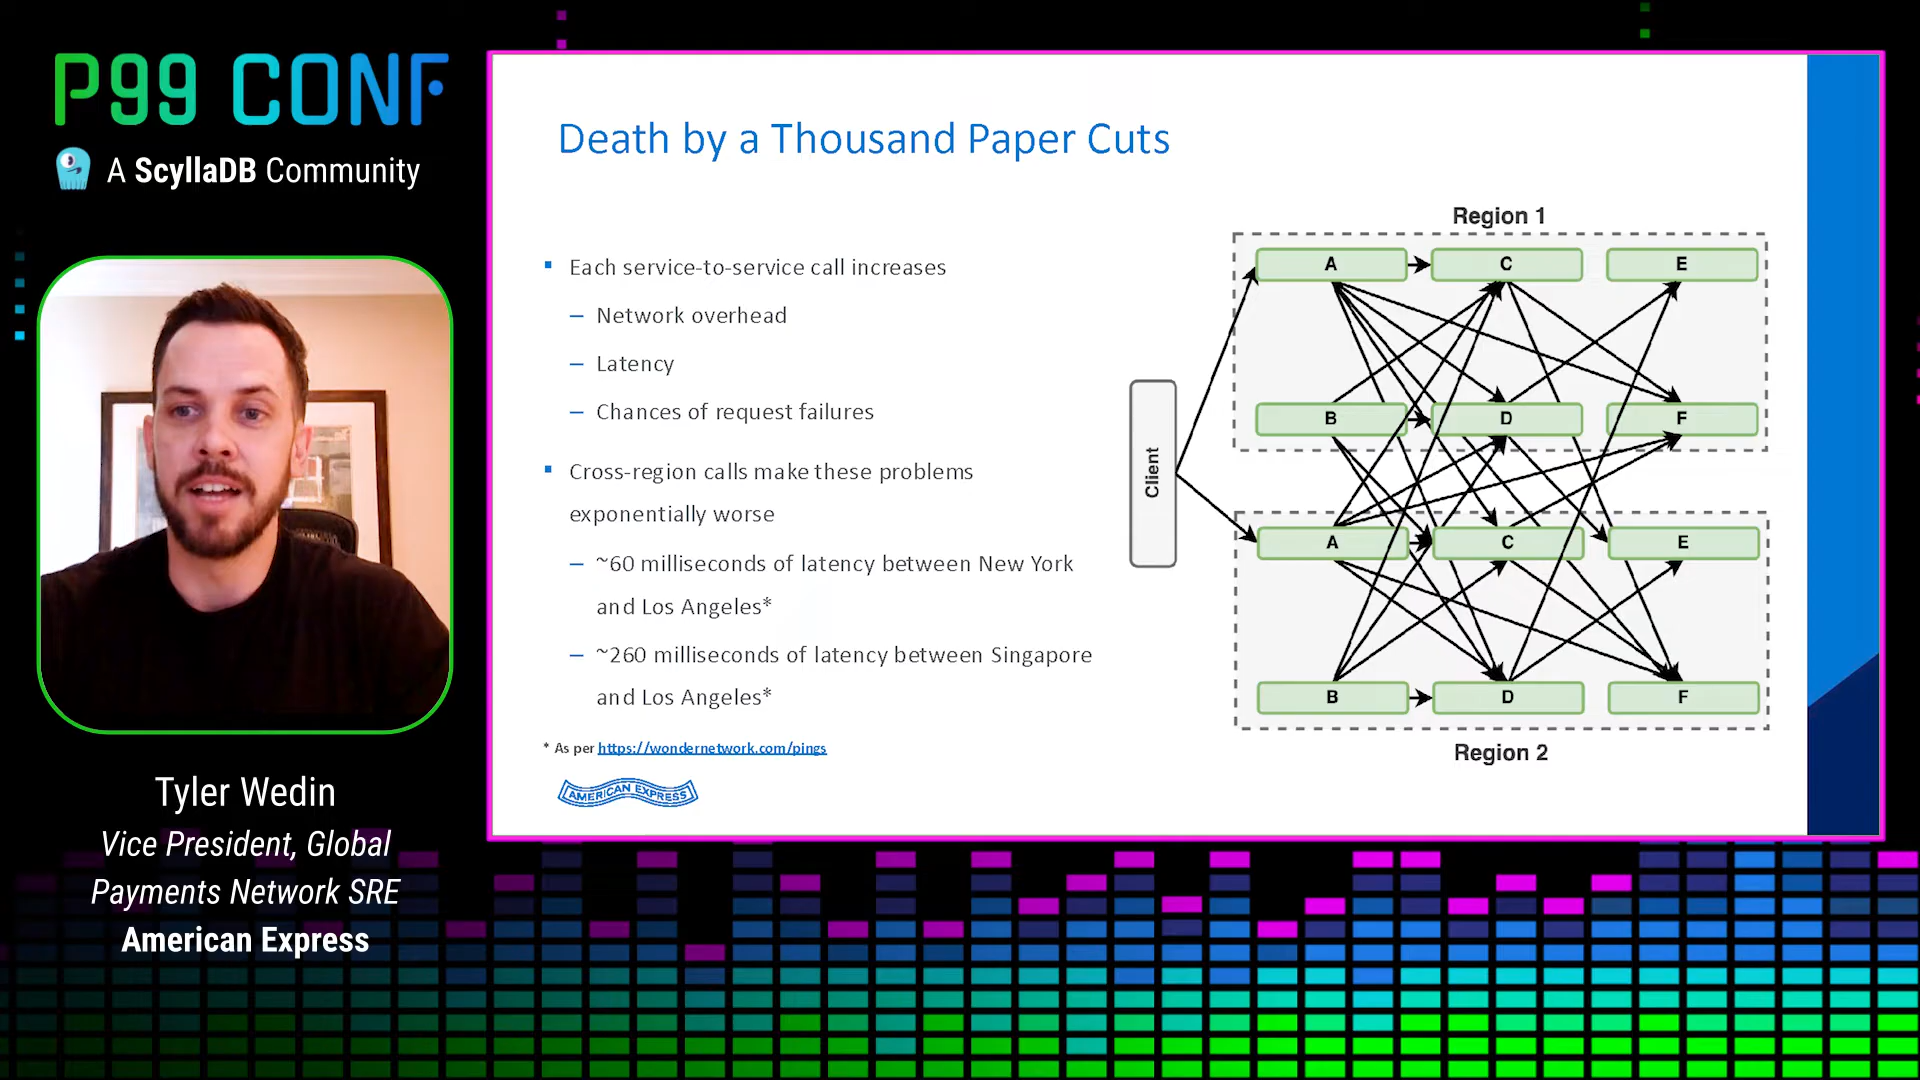 P99 CONF
A ScyllaDB Community
Tyler Wedin
Vice President, Global
Payments Network SRE
American Express
Death by a Thousand Paper Cuts
▪ Each service-to-service call increases
– Network overhead
– Latency
– Chances of request failures
▪ Cross-region calls make these problems
exponentially worse
– ~60 milliseconds of latency between New York
and Los Angeles*
– ~260 milliseconds of latency between Singapore
and Los Angeles*
* As per https://wondernetwork.com/pings
AMERICAN EXPRESS
Client
Region 1
A C E
B D F
A C E
B D F
Region 2